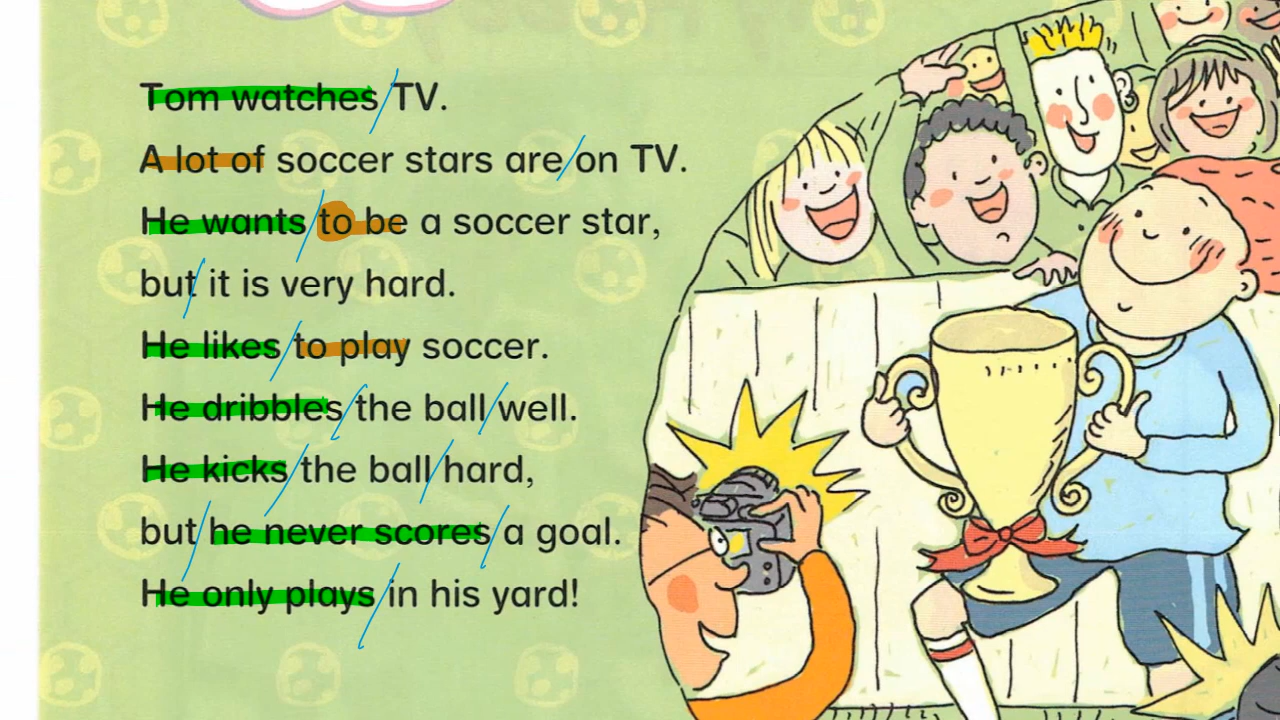 Tom watches TV.
A lot of soccer stars are on TV.
He wants to be a soccer star,
but it is very hard.
He likes to play soccer.
He dribbles the ball well.
He kicks the ball hard,
but he never scores a goal.
He only plays in his yard!